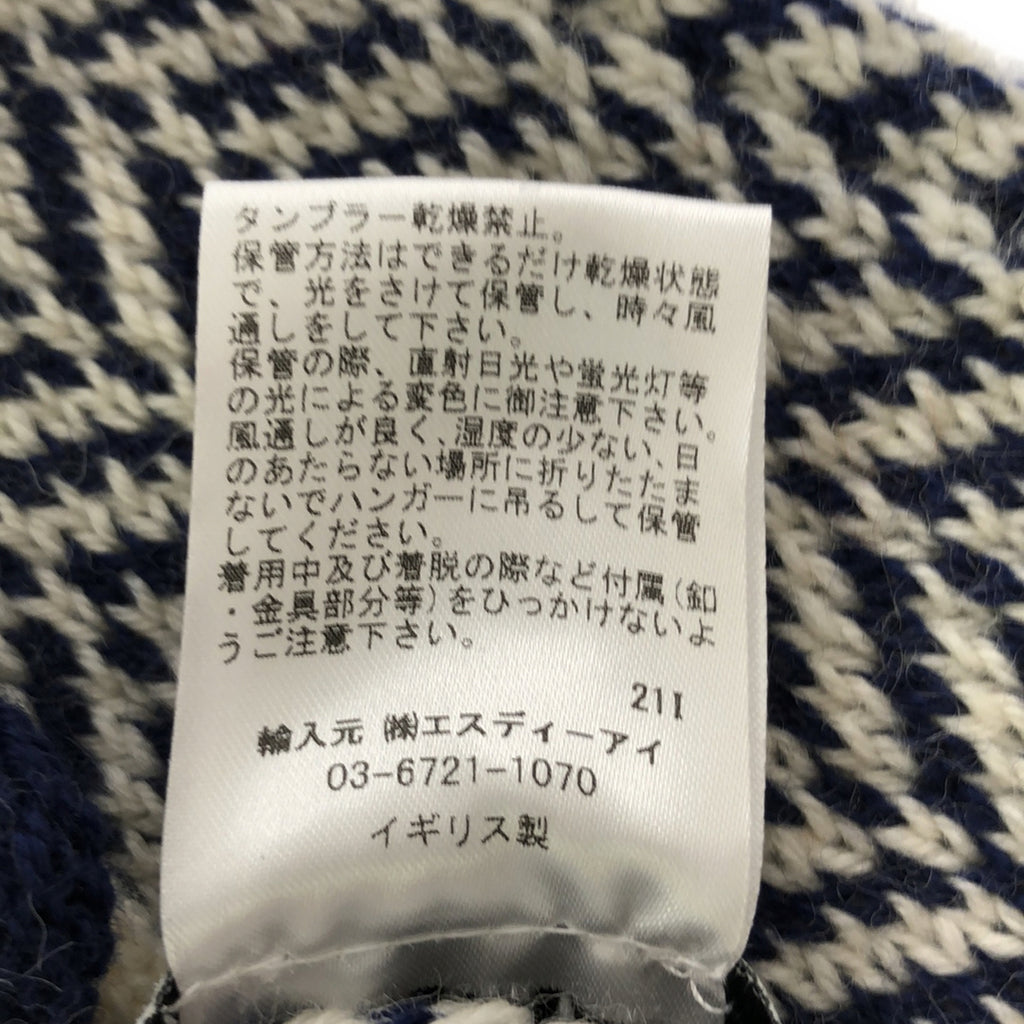 タンブラー乾燥禁止。
保管方法はできるだけ乾燥状態
で、光をさけて保管し、時々風
通しをして下さい。
保管の際、直射日光や蛍光灯等
の光による変色に御注意下さい。
風通しが良く、湿度の少ない、日
のあたらない場所に折りたたま
ないでハンガーに吊るして保管
してください。
着用中及び着脱の際など付属(釦
・金具部分等)をひっかけないよ
うご注意下さい。
21I
輸入元 ㈱エスディーアイ
03-6721-1070
イギリス製